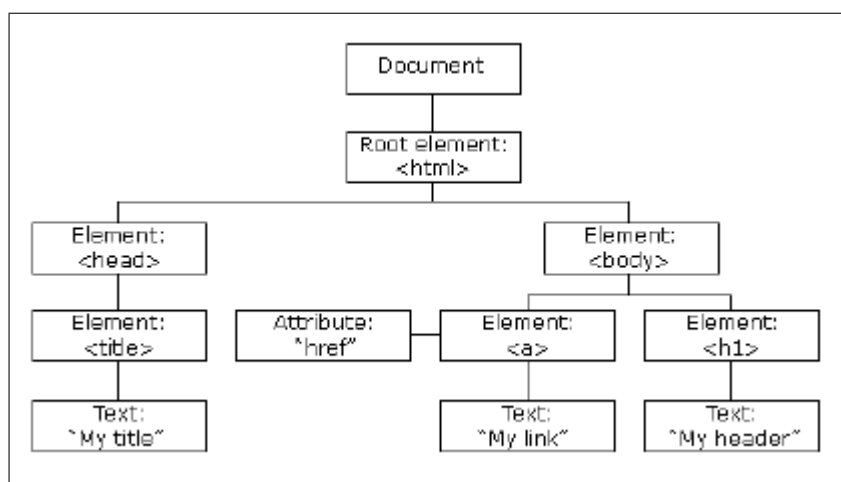 Document
Root element:
<html>
Element:
<head>
Element:
<body>
Element:
<title>
Attribute:
"href"
Element:
<a>
Element:
<h1>
Text:
"My title"
Text:
"My link"
Text:
"My header"